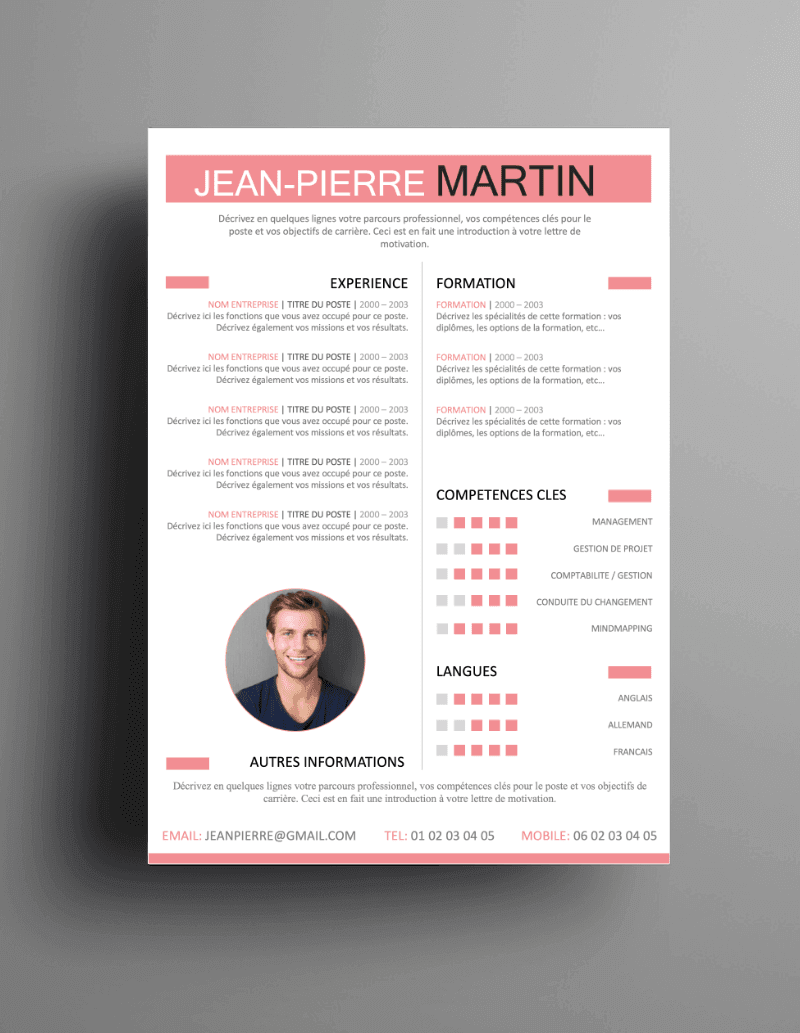 JEAN-PIERRE MARTIN
Décrivez en quelques lignes votre parcours professionnel, vos compétences clés pour le
poste et vos objectifs de carrière. Ceci est en fait une introduction à votre lettre de
motivation.
EXPERIENCE
NOM ENTREPRISE | TITRE DU POSTE | 2000 – 2003
Décrivez ici les fonctions que vous avez occupé pour ce poste.
Décrivez également vos missions et vos résultats.
NOM ENTREPRISE | TITRE DU POSTE | 2000 – 2003
Décrivez ici les fonctions que vous avez occupé pour ce poste.
Décrivez également vos missions et vos résultats.
NOM ENTREPRISE | TITRE DU POSTE | 2000 – 2003
Décrivez ici les fonctions que vous avez occupé pour ce poste.
Décrivez également vos missions et vos résultats.
NOM ENTREPRISE | TITRE DU POSTE | 2000 – 2003
Décrivez ici les fonctions que vous avez occupé pour ce poste.
Décrivez également vos missions et vos résultats.
NOM ENTREPRISE | TITRE DU POSTE | 2000 – 2003
Décrivez ici les fonctions que vous avez occupé pour ce poste.
Décrivez également vos missions et vos résultats.
FORMATION
FORMATION | 2000 – 2003
Décrivez les spécialités de cette formation : vos
diplômes, les options de la formation, etc...
FORMATION | 2000 – 2003
Décrivez les spécialités de cette formation : vos
diplômes, les options de la formation, etc...
FORMATION | 2000 – 2003
Décrivez les spécialités de cette formation : vos
diplômes, les options de la formation, etc...
COMPETENCES CLES
MANAGEMENT
GESTION DE PROJET
COMPTABILITE / GESTION
CONDUITE DU CHANGEMENT
MINDMAPPING
LANGUES
ANGLAIS
ALLEMAND
FRANCAIS
AUTRES INFORMATIONS
Décrivez en quelques lignes votre parcours professionnel, vos compétences clés pour le poste et vos objectifs de
carrière. Ceci est en fait une introduction à votre lettre de motivation.
EMAIL: JEANPIERRE@GMAIL.COM TEL: 01 02 03 04 05 MOBILE: 06 02 03 04 05